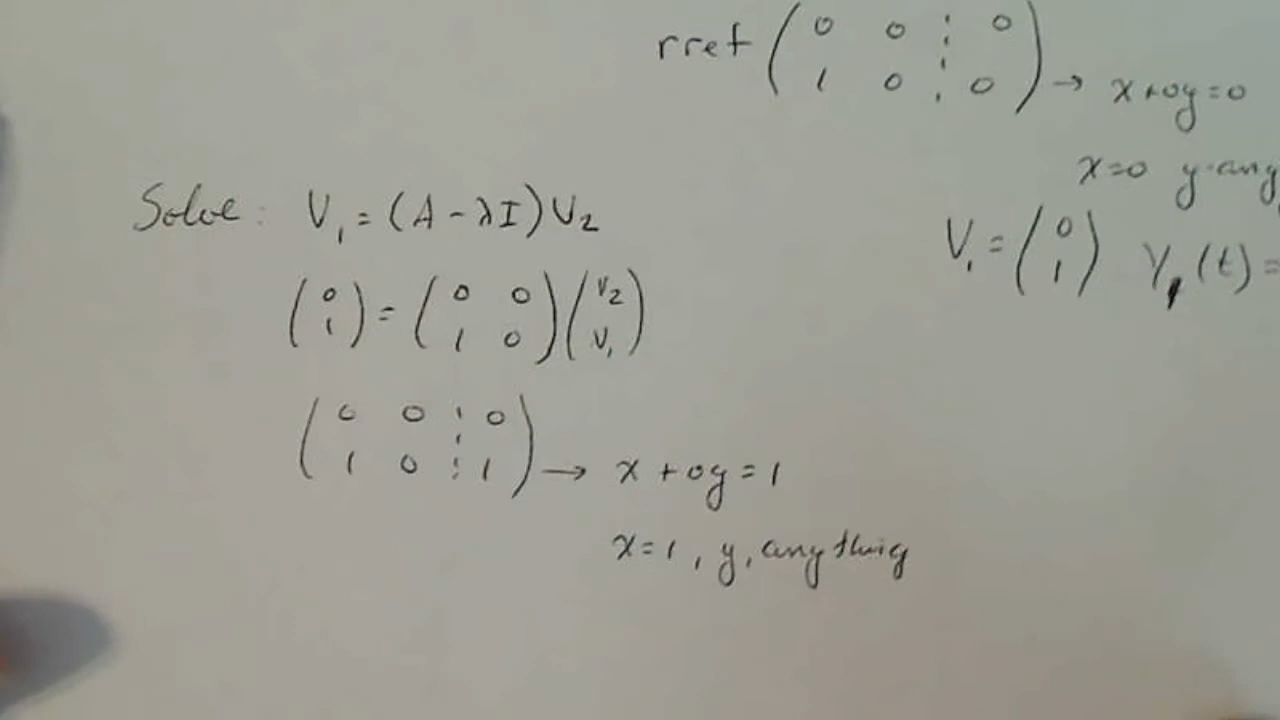 rref ( 0 0 ⋮ 0
1 0 ⋮ 0 ) → x+0y=0
x=0 y
Solve: V₁ = (A - λI)V₂
V₁ = ( 0
1 ) Y₁(t) =
( 0
1 ) = ( 0 0
1 0 ) ( V₂
V₁ )
( 0 0 ⋮ 0
1 0 ⋮ 1 ) → x + 0y = 1
x=1, y, anything